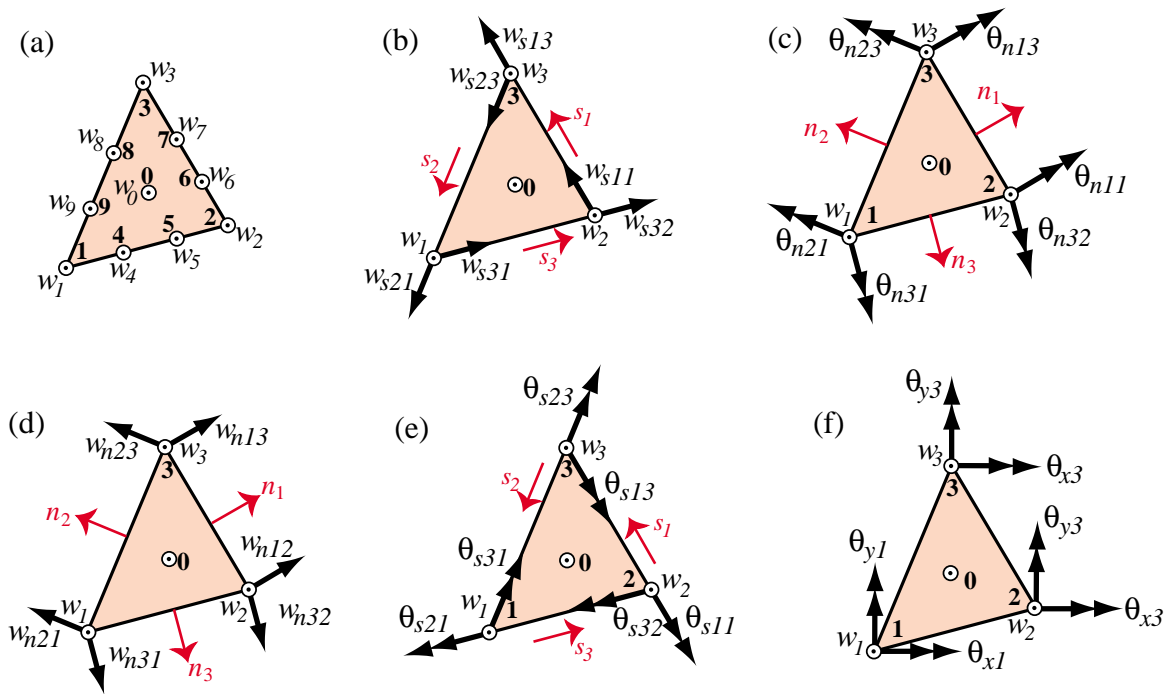 (a)
w3
3
w8
8
7
w7
w0
0
6
w6
w9
9
5
2
w2
1
4
w5
w1
w4
(b)
ws13
w3
ws23
3
s1
s2
ws11
0
w1
w2
ws32
ws31
s3
ws21
(c)
w3
θn23
θn13
3
n1
n2
0
θn11
2
w1
1
w2
θn21
θn32
n3
θn31
(d)
wn23
wn13
w3
3
n1
n2
wn12
0
w1
w2
wn32
wn21
wn31
n3
(e)
θs23
w3
s2
3
θs13
s1
θs31
0
2
w2
w1
1
θs21
θs32
θs11
s3
(f)
θy3
w3
θx3
3
θy3
θy1
0
2
θx3
w1
1
w2
θx1